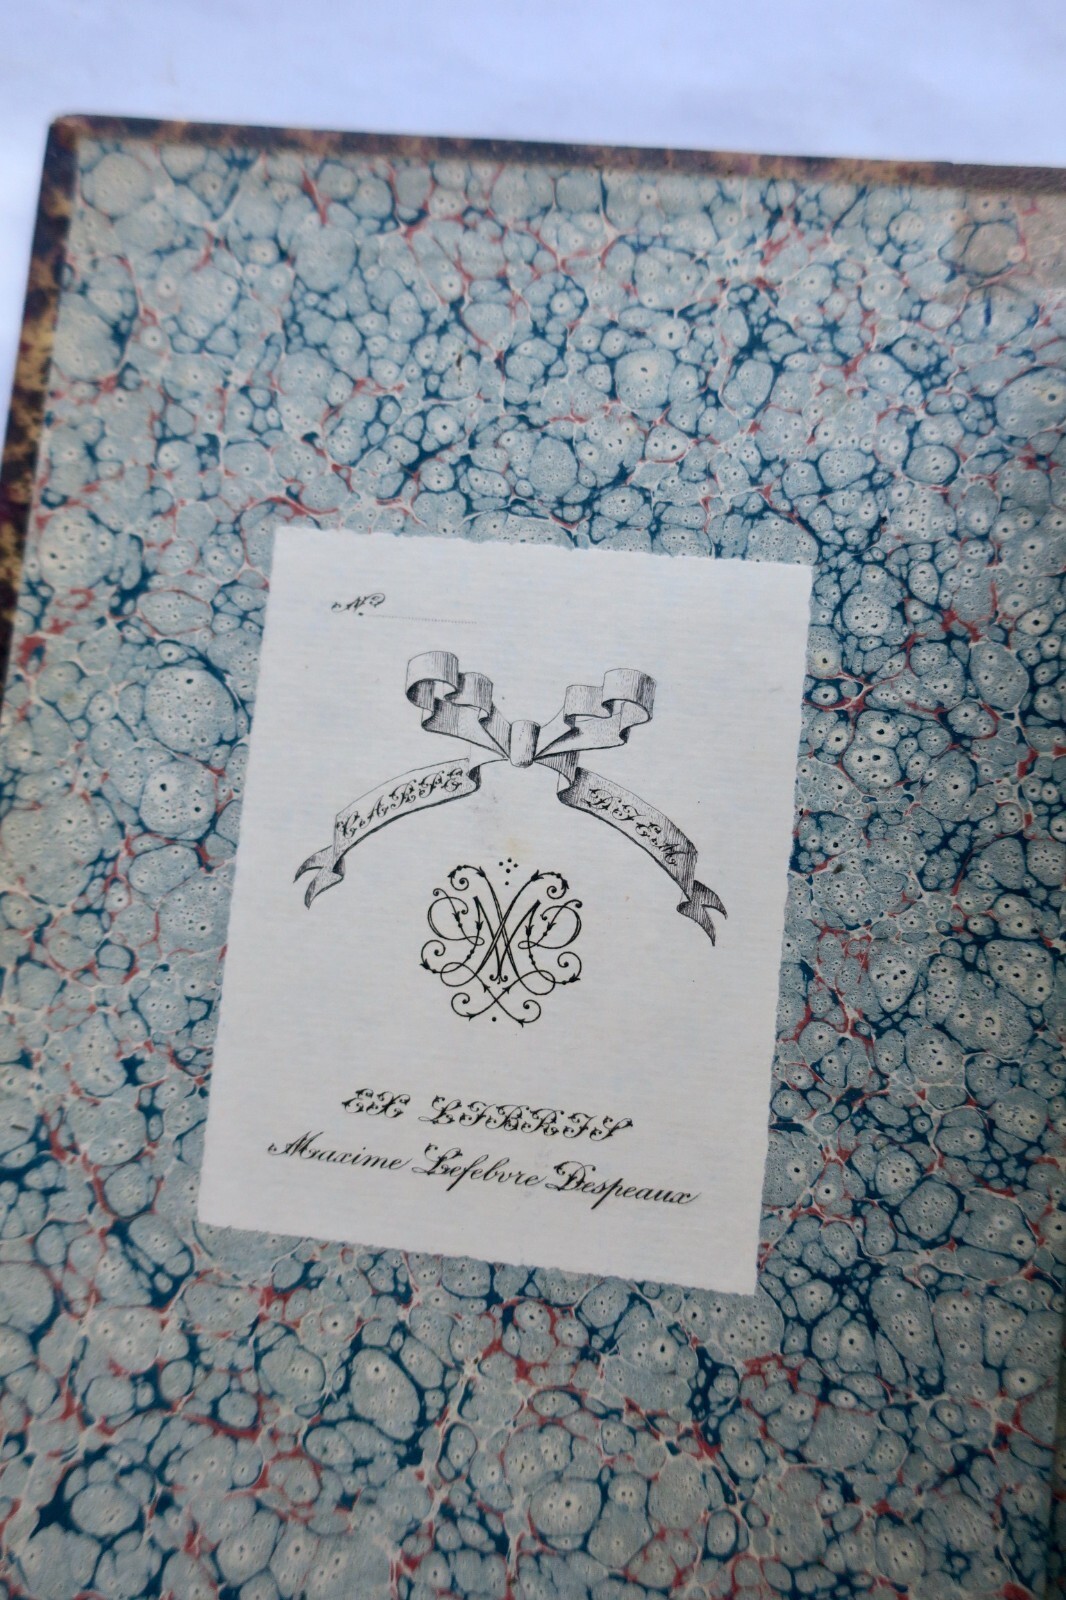 CARPE DIEM
EX LIBRIS
Maxime Lefebvre Despeaux